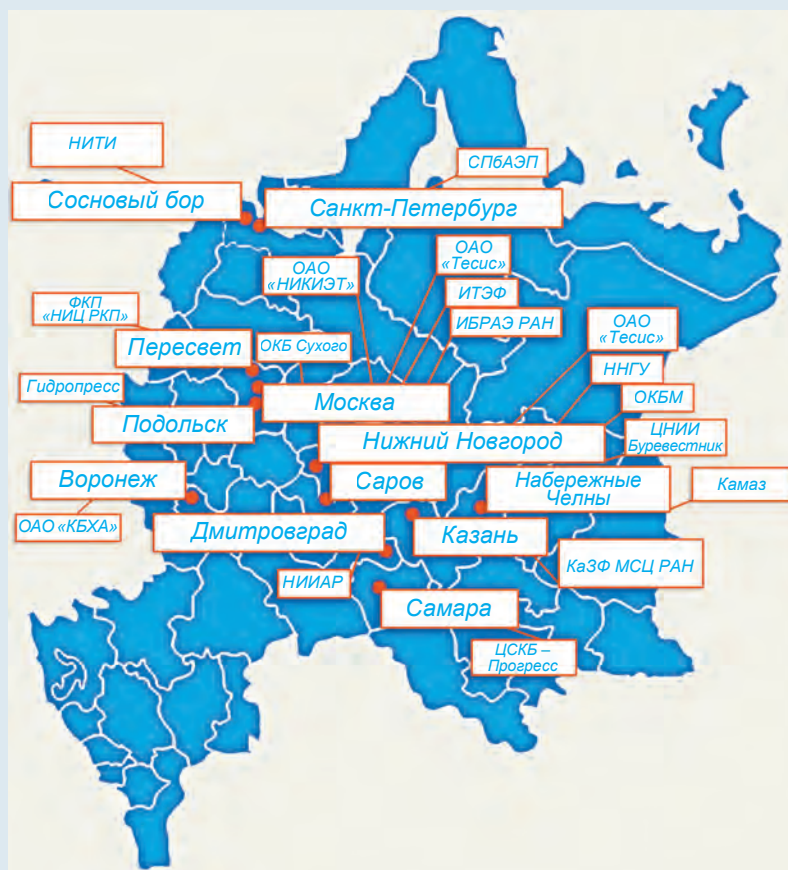 НИТИ
Сосновый бор
СПбАЭП
Санкт-Петербург
ОАО
«НИКИЭТ»
ОАО
«Тесис»
ИТЭФ
ИБРАЭ РАН
ФКП
«НИЦ РКП»
Пересвет
ОКБ Сухого
ОАО
«Тесис»
ННГУ
ОКБМ
Гидропресс
Подольск
Москва
Нижний Новгород
ЦНИИ
Буревестник
Воронеж
Саров
Набережные
Челны
Камаз
ОАО «КБХА»
Дмитровград
Казань
КаЗФ МСЦ РАН
НИИАР
Самара
ЦСКБ –
Прогресс